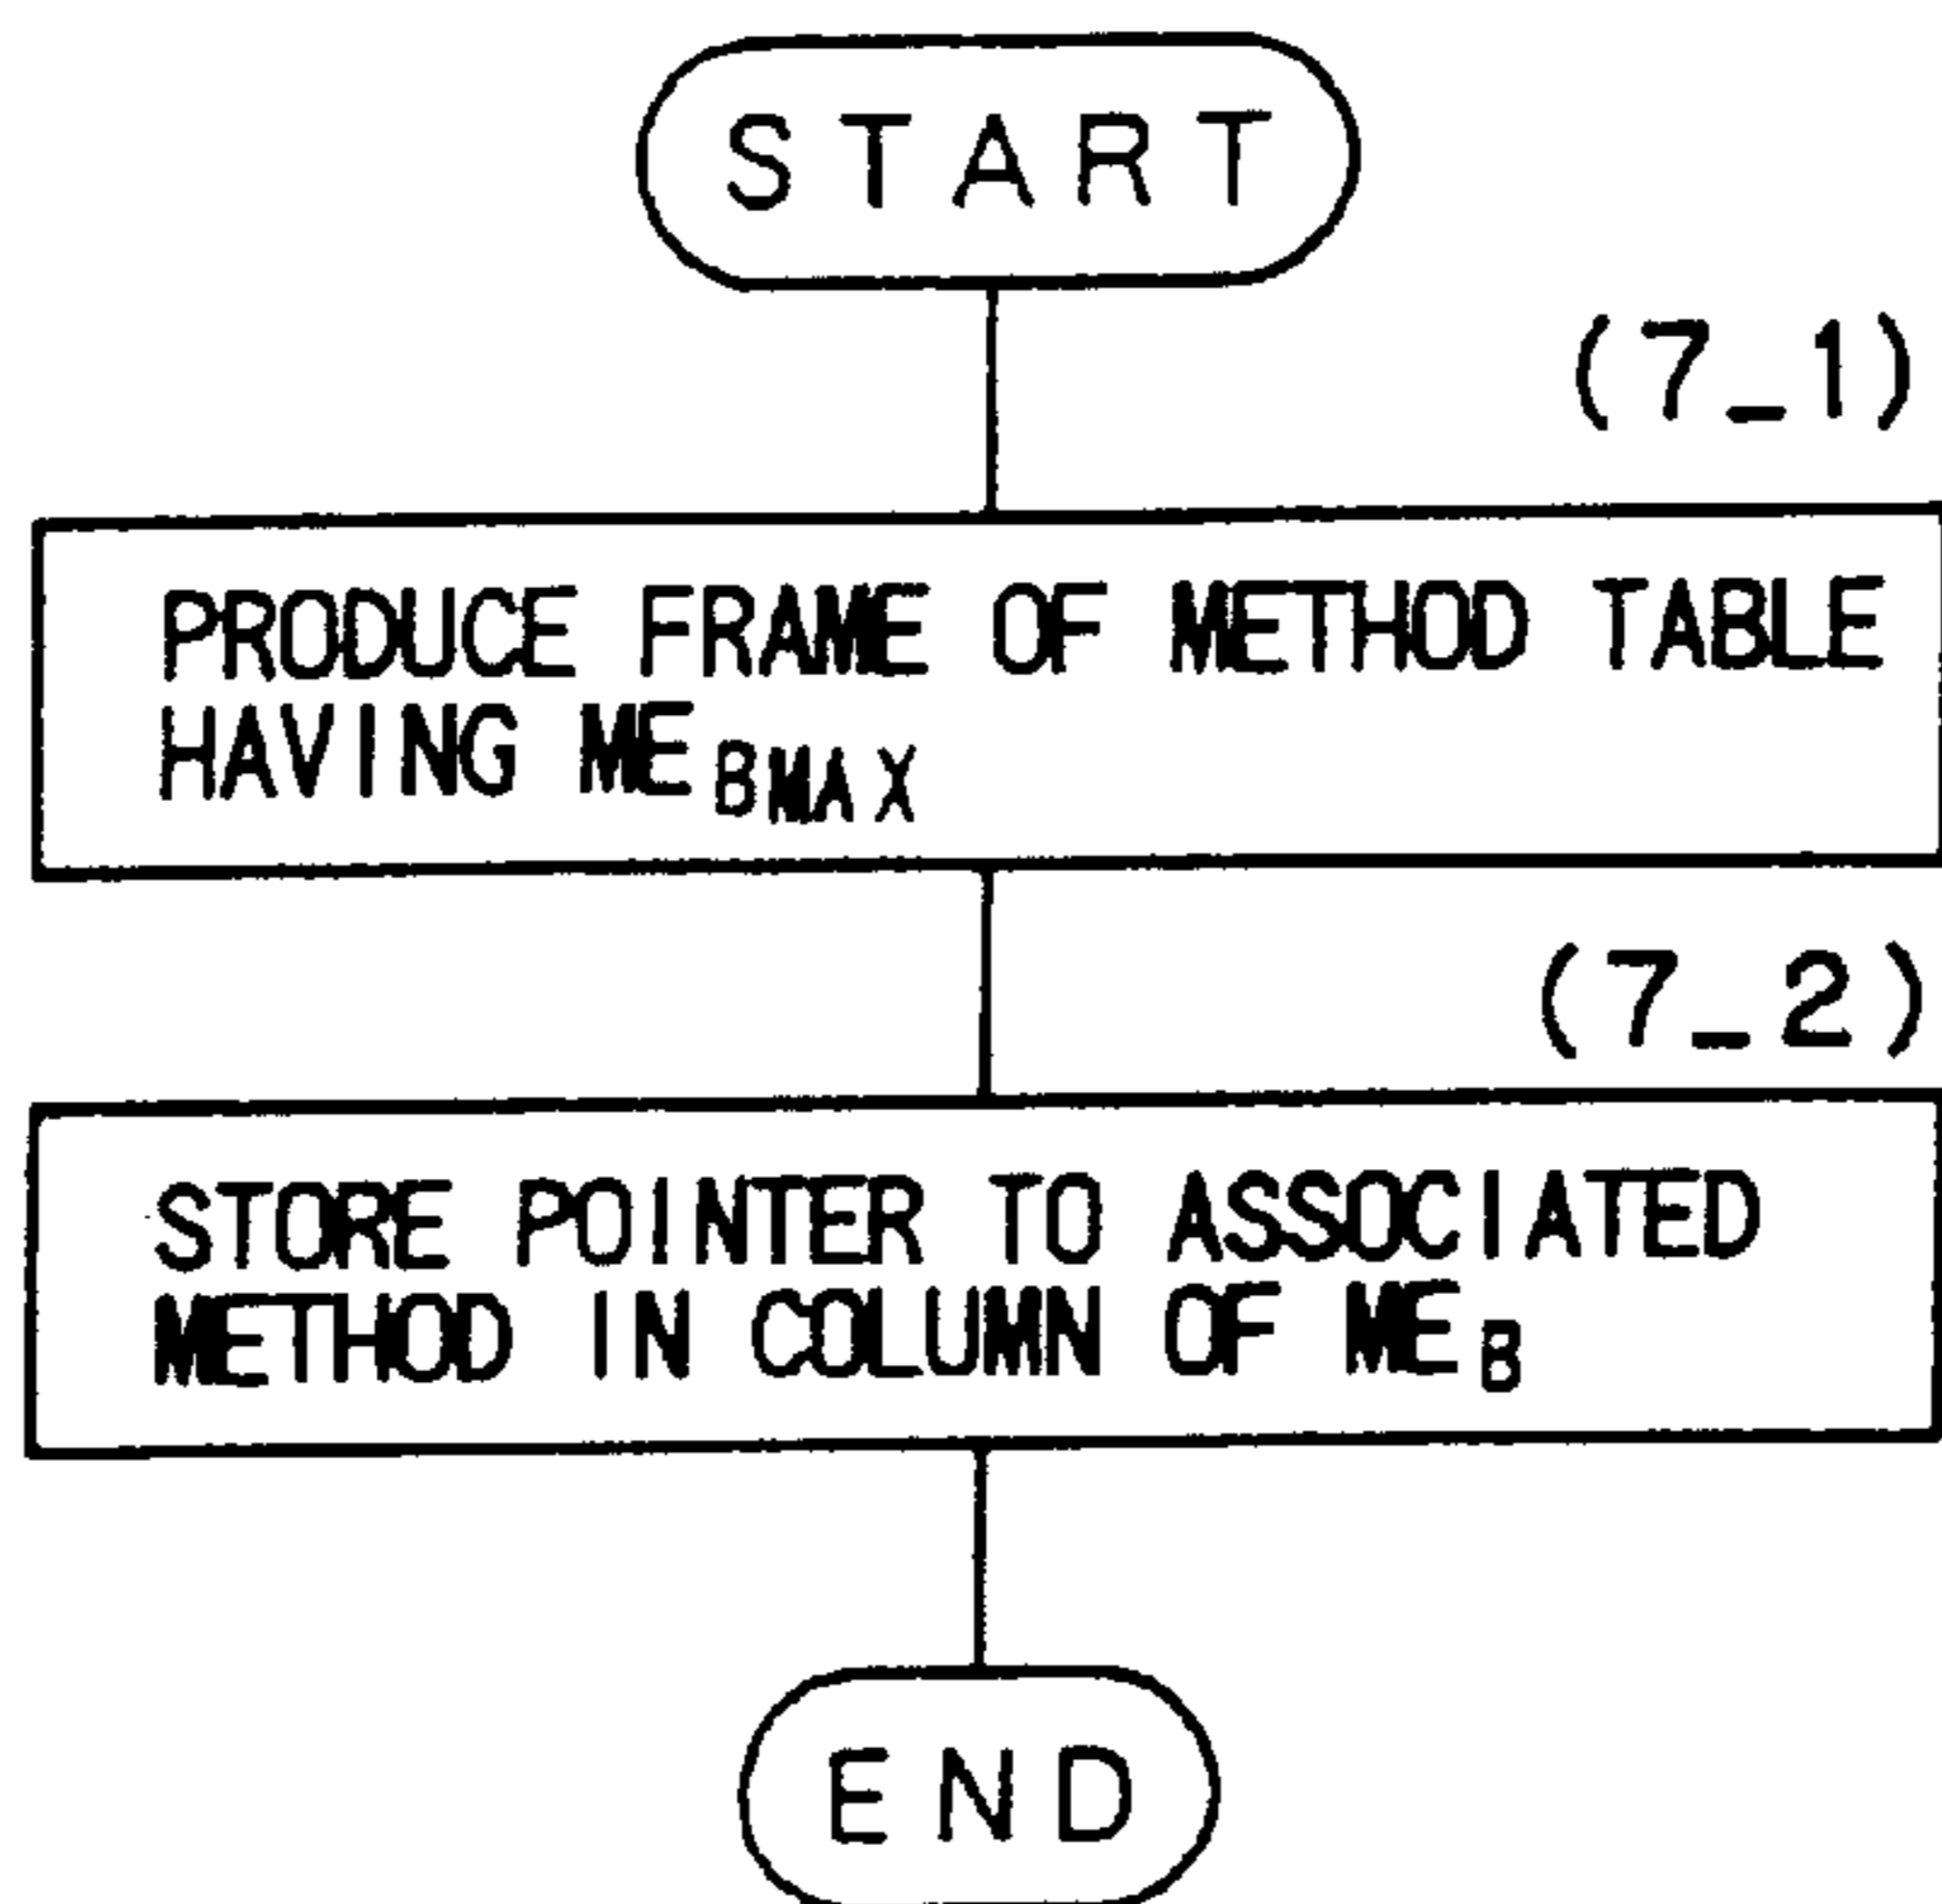 START
(7_1)
PRODUCE FRAME OF METHOD TABLE
HAVING ME BMAX
(7_2)
STORE POINTER TO ASSOCIATED
METHOD IN COLUMN OF ME B
END